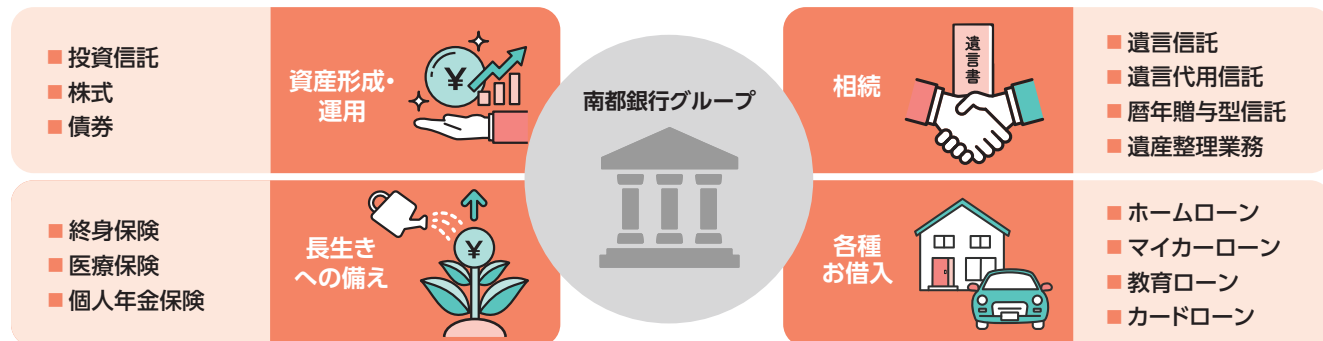 投資信託
株式
債券
資産形成・
運用
¥
終身保険
医療保険
個人年金保険
長生き
への備え
¥
南都銀行グループ
相続
遺言書
遺言信託
遺言代用信託
暦年贈与型信託
遺産整理業務
各種
お借入
ホームローン
マイカーローン
教育ローン
カードローン